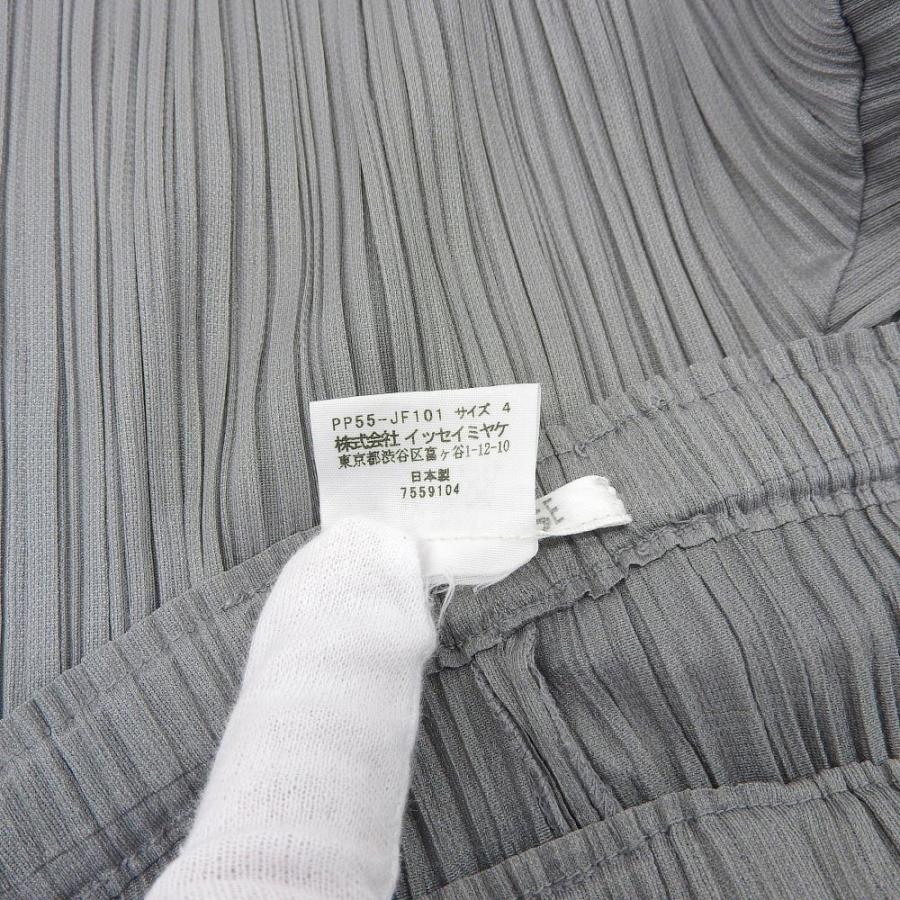 PP55-JF101 サイズ 4
株式会社 イッセイミヤケ
東京都渋谷区富ヶ谷1-12-10
日本製
7559104